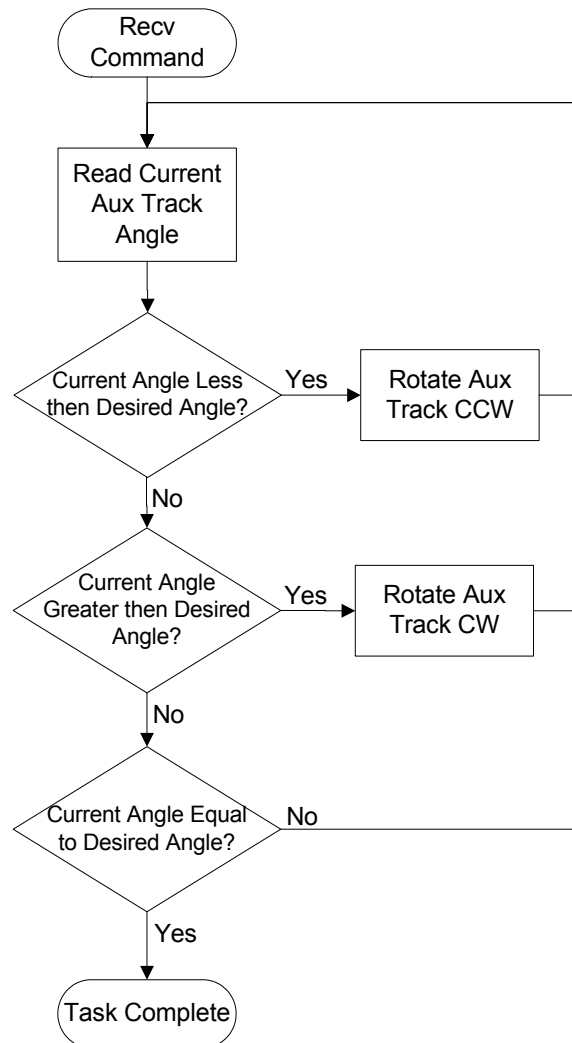 Recv
Command
Read Current
Aux Track
Angle
Current Angle Less
then Desired Angle?
Yes
Rotate Aux
Track CCW
No
Current Angle
Greater then Desired
Angle?
Yes
Rotate Aux
Track CW
No
Current Angle Equal
to Desired Angle?
No
Yes
Task Complete